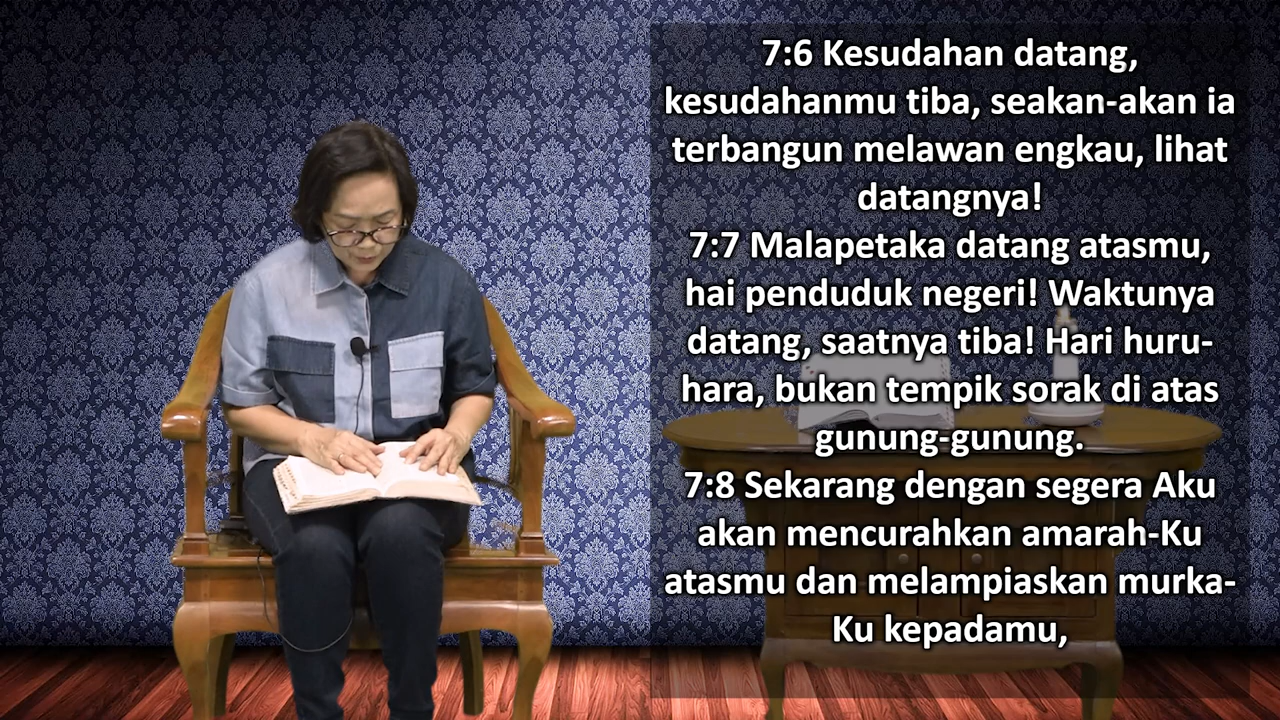 7:6 Kesudahan datang,
kesudahanmu tiba, seakan-akan ia
terbangun melawan engkau, lihat
datangnya!
7:7 Malapetaka datang atasmu,
hai penduduk negeri! Waktunya
datang, saatnya tiba! Hari huru-
hara, bukan tempik sorak di atas
gunung-gunung.
7:8 Sekarang dengan segera Aku
akan mencurahkan amarah-Ku
atasmu dan melampiaskan murka-
Ku kepadamu,